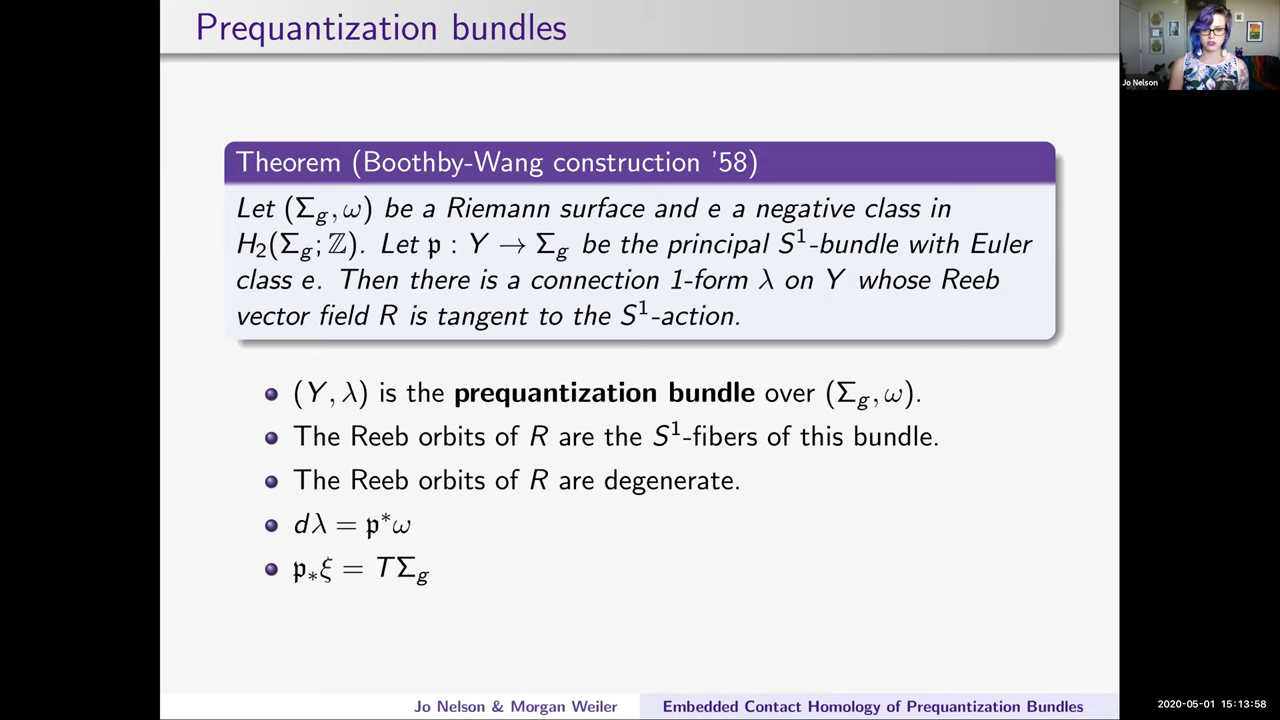 Prequantization bundles
Jo Nelson
Theorem (Boothby-Wang construction '58)
Let (Σ_g, ω) be a Riemann surface and e a negative class in
H₂(Σ_g; ℤ). Let 𝔭 : Y → Σ_g be the principal S¹-bundle with Euler
class e. Then there is a connection 1-form λ on Y whose Reeb
vector field R is tangent to the S¹-action.
(Y, λ) is the prequantization bundle over (Σ_g, ω).
The Reeb orbits of R are the S¹-fibers of this bundle.
The Reeb orbits of R are degenerate.
dλ = 𝔭*ω
𝔭_*ξ = TΣ_g
Jo Nelson & Morgan Weiler
Embedded Contact Homology of Prequantization Bundles
2020-05-01 15:13:58